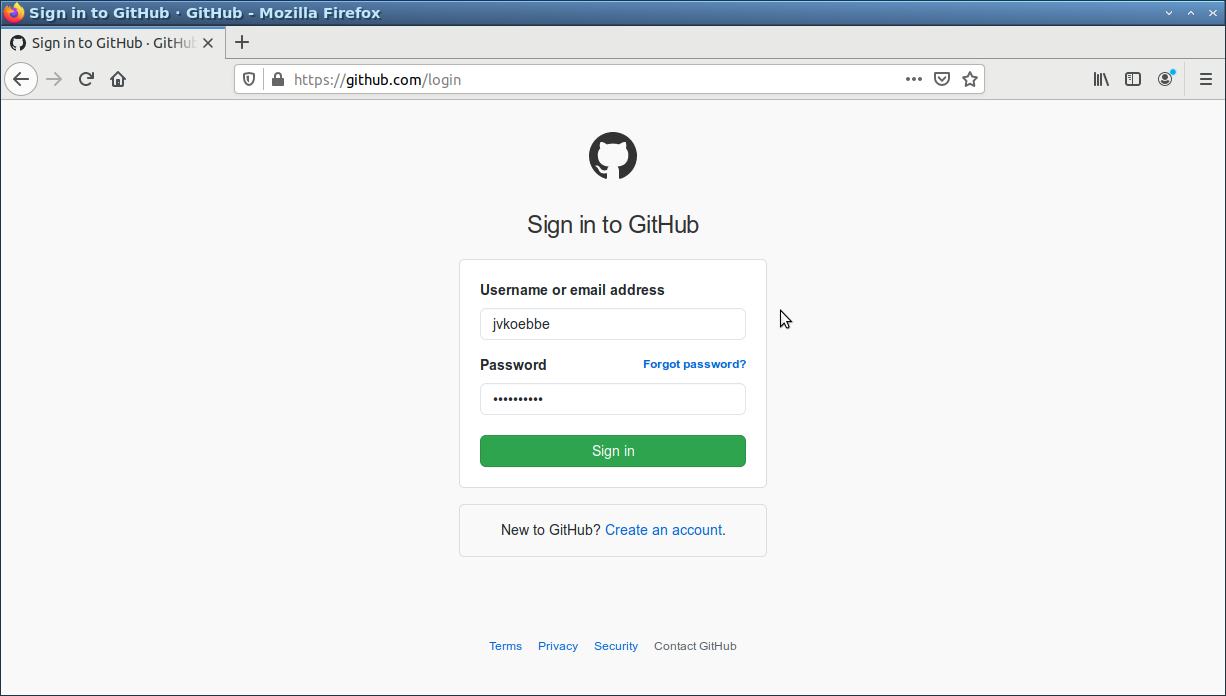 Sign in to GitHub · GitHub - Mozilla Firefox
Sign in to GitHub · GitHub
https://github.com/login
Sign in to GitHub
Username or email address
jvkoebbe
Password Forgot password?
••••••••••
Sign in
New to GitHub? Create an account.
Terms Privacy Security Contact GitHub